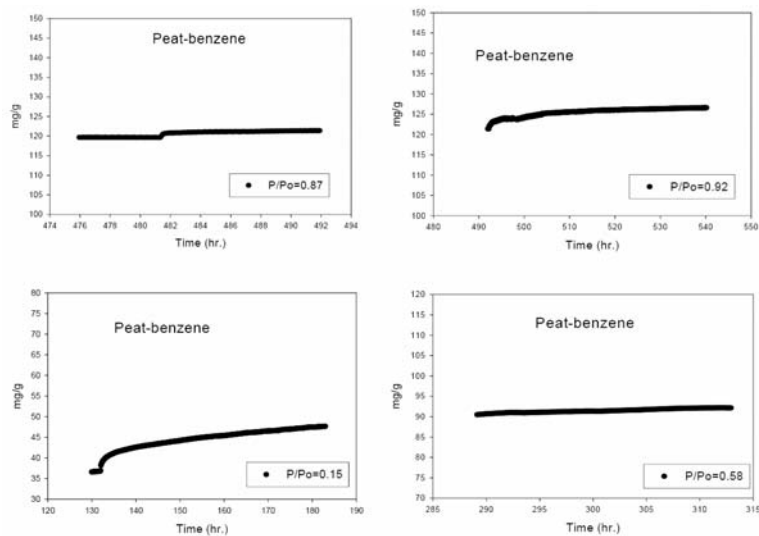 Peat-benzene
mg/g
150
145
140
135
130
125
120
115
110
105
100
474 476 478 480 482 484 486 488 490 492 494
Time (hr.)
P/Po=0.87
Peat-benzene
mg/g
150
145
140
135
130
125
120
115
110
105
100
480 490 500 510 520 530 540 550
Time (hr.)
P/Po=0.92
Peat-benzene
mg/g
80
75
70
65
60
55
50
45
40
35
30
120 130 140 150 160 170 180 190
Time (hr.)
P/Po=0.15
Peat-benzene
mg/g
120
115
110
105
100
95
90
85
80
75
70
285 290 295 300 305 310 315
Time (hr.)
P/Po=0.58